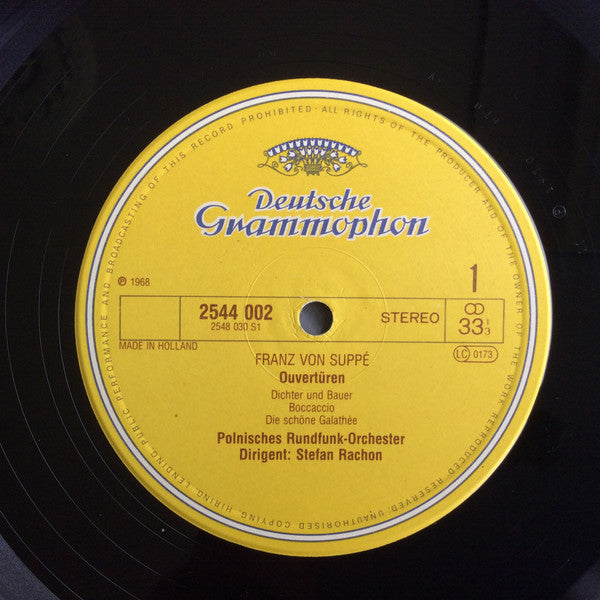 ALL RIGHTS OF THE PRODUCER AND OF THE OWNER OF THE WORK RESERVED. UNAUTHORISED COPYING, HIRING, LENDING, PUBLIC PERFORMANCE AND BROADCASTING OF THIS RECORD PROHIBITED ·
Deutsche
Grammophon
℗ 1968
1
2544 002
2548 030 S1
STEREO
33 1/3
MADE IN HOLLAND
LC 0173
FRANZ VON SUPPÉ
Ouvertüren
Dichter und Bauer
Boccaccio
Die schöne Galathée
Polnisches Rundfunk-Orchester
Dirigent: Stefan Rachon